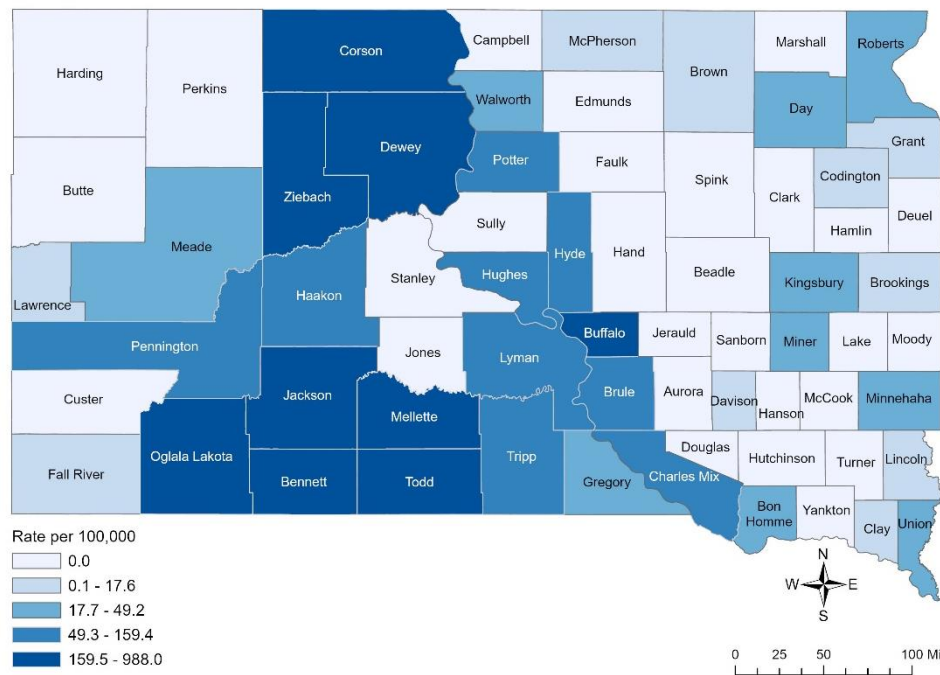 Corson
Campbell
McPherson
Brown
Marshall
Roberts
Harding
Perkins
Walworth
Edmunds
Day
Grant
Dewey
Potter
Faulk
Spink
Codington
Butte
Ziebach
Clark
Deuel
Hamlin
Meade
Sully
Hyde
Hand
Stanley
Hughes
Beadle
Kingsbury
Brookings
Lawrence
Haakon
Pennington
Jones
Lyman
Buffalo
Jerauld
Sanborn
Miner
Lake
Moody
Custer
Jackson
Mellette
Brule
Aurora
Davison
Hanson
McCook
Minnehaha
Fall River
Oglala Lakota
Bennett
Todd
Tripp
Gregory
Charles Mix
Douglas
Hutchinson
Turner
Lincoln
Bon
Homme
Yankton
Clay
Union
Rate per 100,000
0.0
0.1 - 17.6
17.7 - 49.2
49.3 - 159.4
159.5 - 988.0
N
W E
S
0 25 50 100 Mi